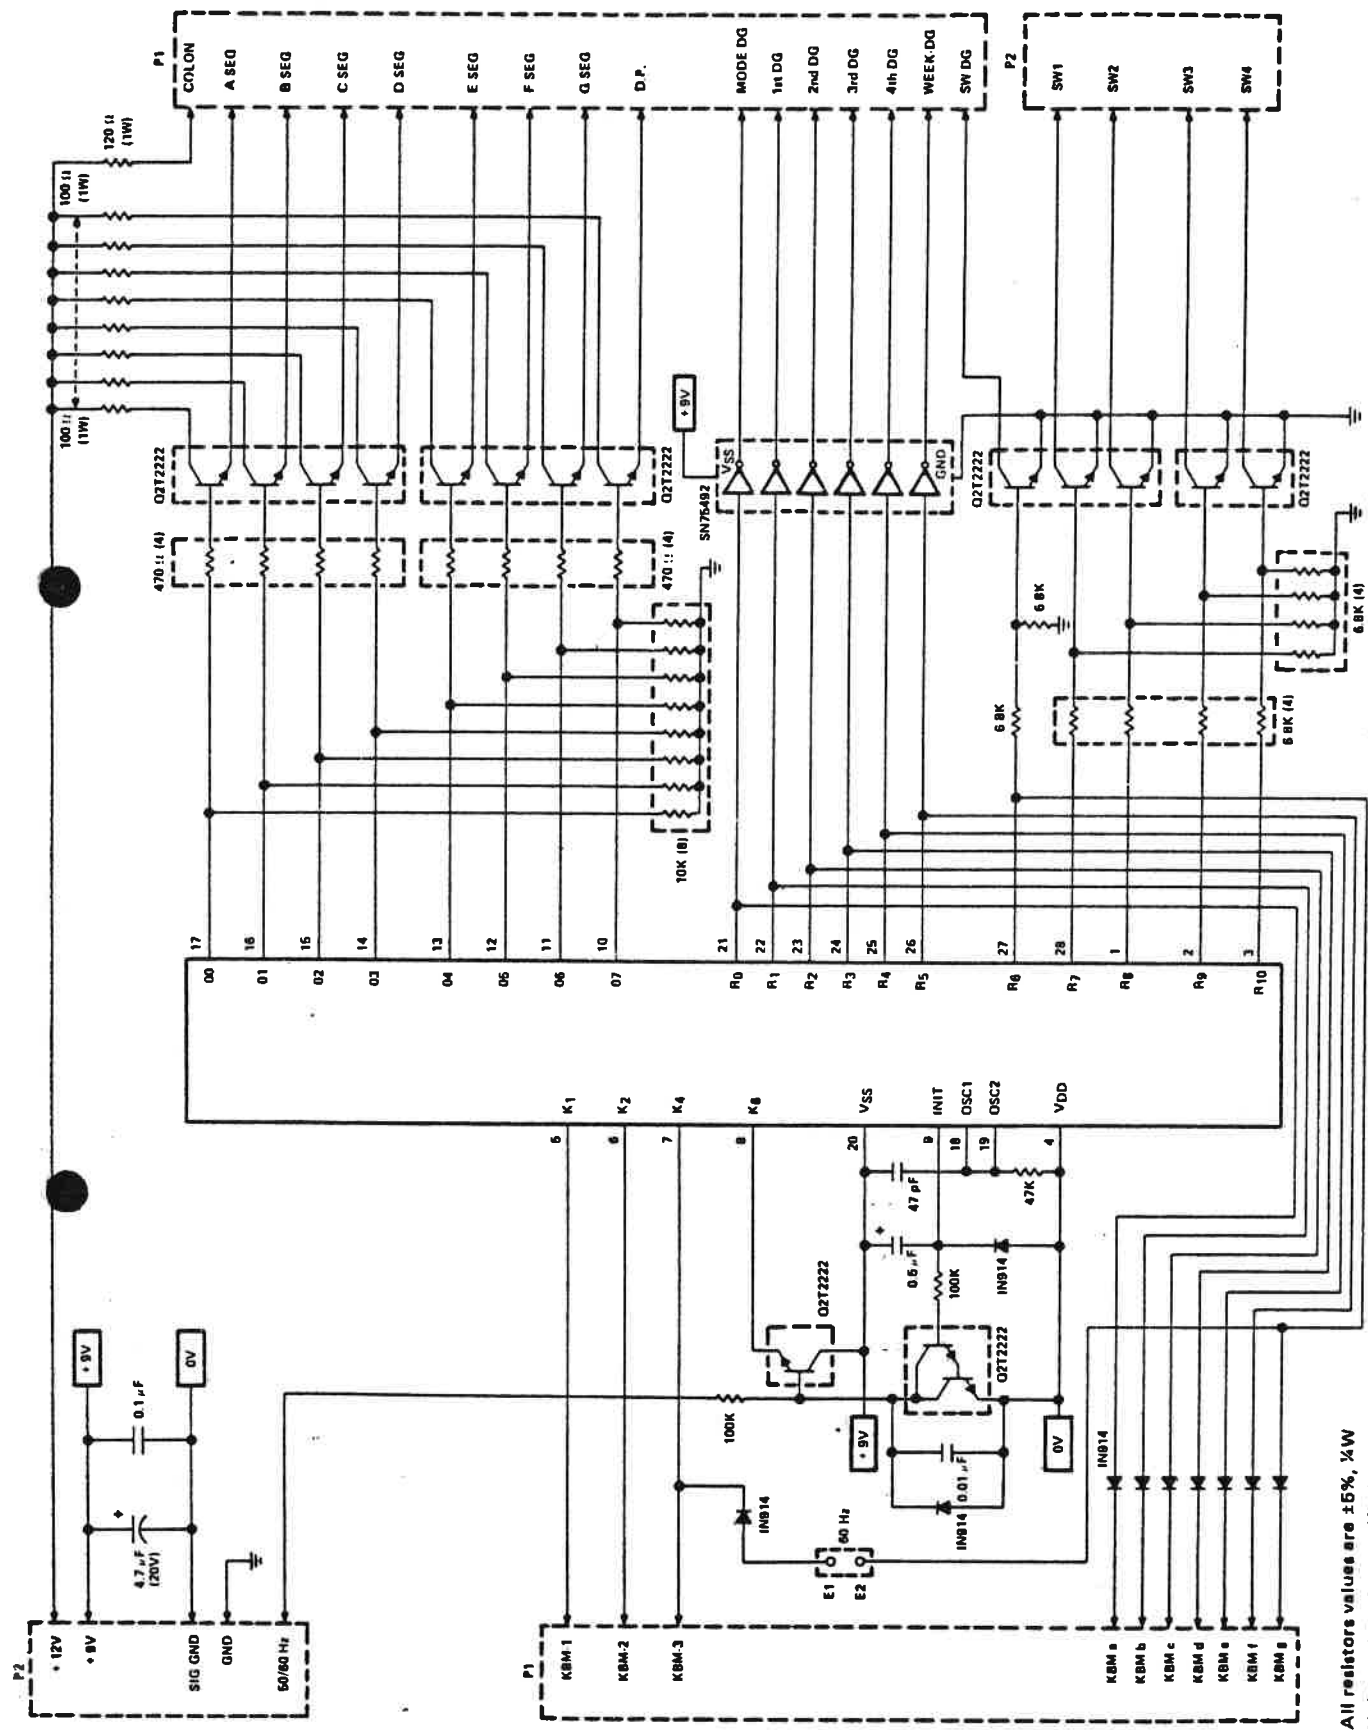 P1
COLON
A SEG
B SEG
C SEG
D SEG
E SEG
F SEG
G SEG
D.P.
MODE DG
1st DG
2nd DG
3rd DG
4th DG
WEEK-DG
SW DG
P2
SW1
SW2
SW3
SW4
120 Ω
(1W)
100 Ω
(1W)
100 Ω
(1W)
Q2T2222
Q2T2222
470 Ω (4)
470 Ω (4)
10K (8)
+9V
SN75492
VSS
GND
Q2T2222
Q2T2222
6.8K
6.8K
6.8K (4)
6.8K (4)
17
16
15
14
13
12
11
10
21
22
23
24
25
26
27
28
1
2
3
00
01
02
03
04
05
06
07
R0
R1
R2
R3
R4
R5
R6
R7
R8
R9
R10
K1
K2
K4
K8
VSS
INIT
OSC1
OSC2
VDD
5
6
7
8
20
9
18
19
4
47 pF
47K
+
0.5 μF
100K
IN914
Q2T2222
Q2T2222
100K
+9V
0V
0.01 μF
IN914
IN914
60 Hz
E1
E2
IN914
+9V
0V
0.1 μF
+
4.7 μF
(20V)
P2
+ 12V
+9V
SIG GND
GND
50/60 Hz
P1
KBM-1
KBM-2
KBM-3
KBM a
KBM b
KBM c
KBM d
KBM e
KBM f
KBM g
All resistors values are ±5%, ¼W